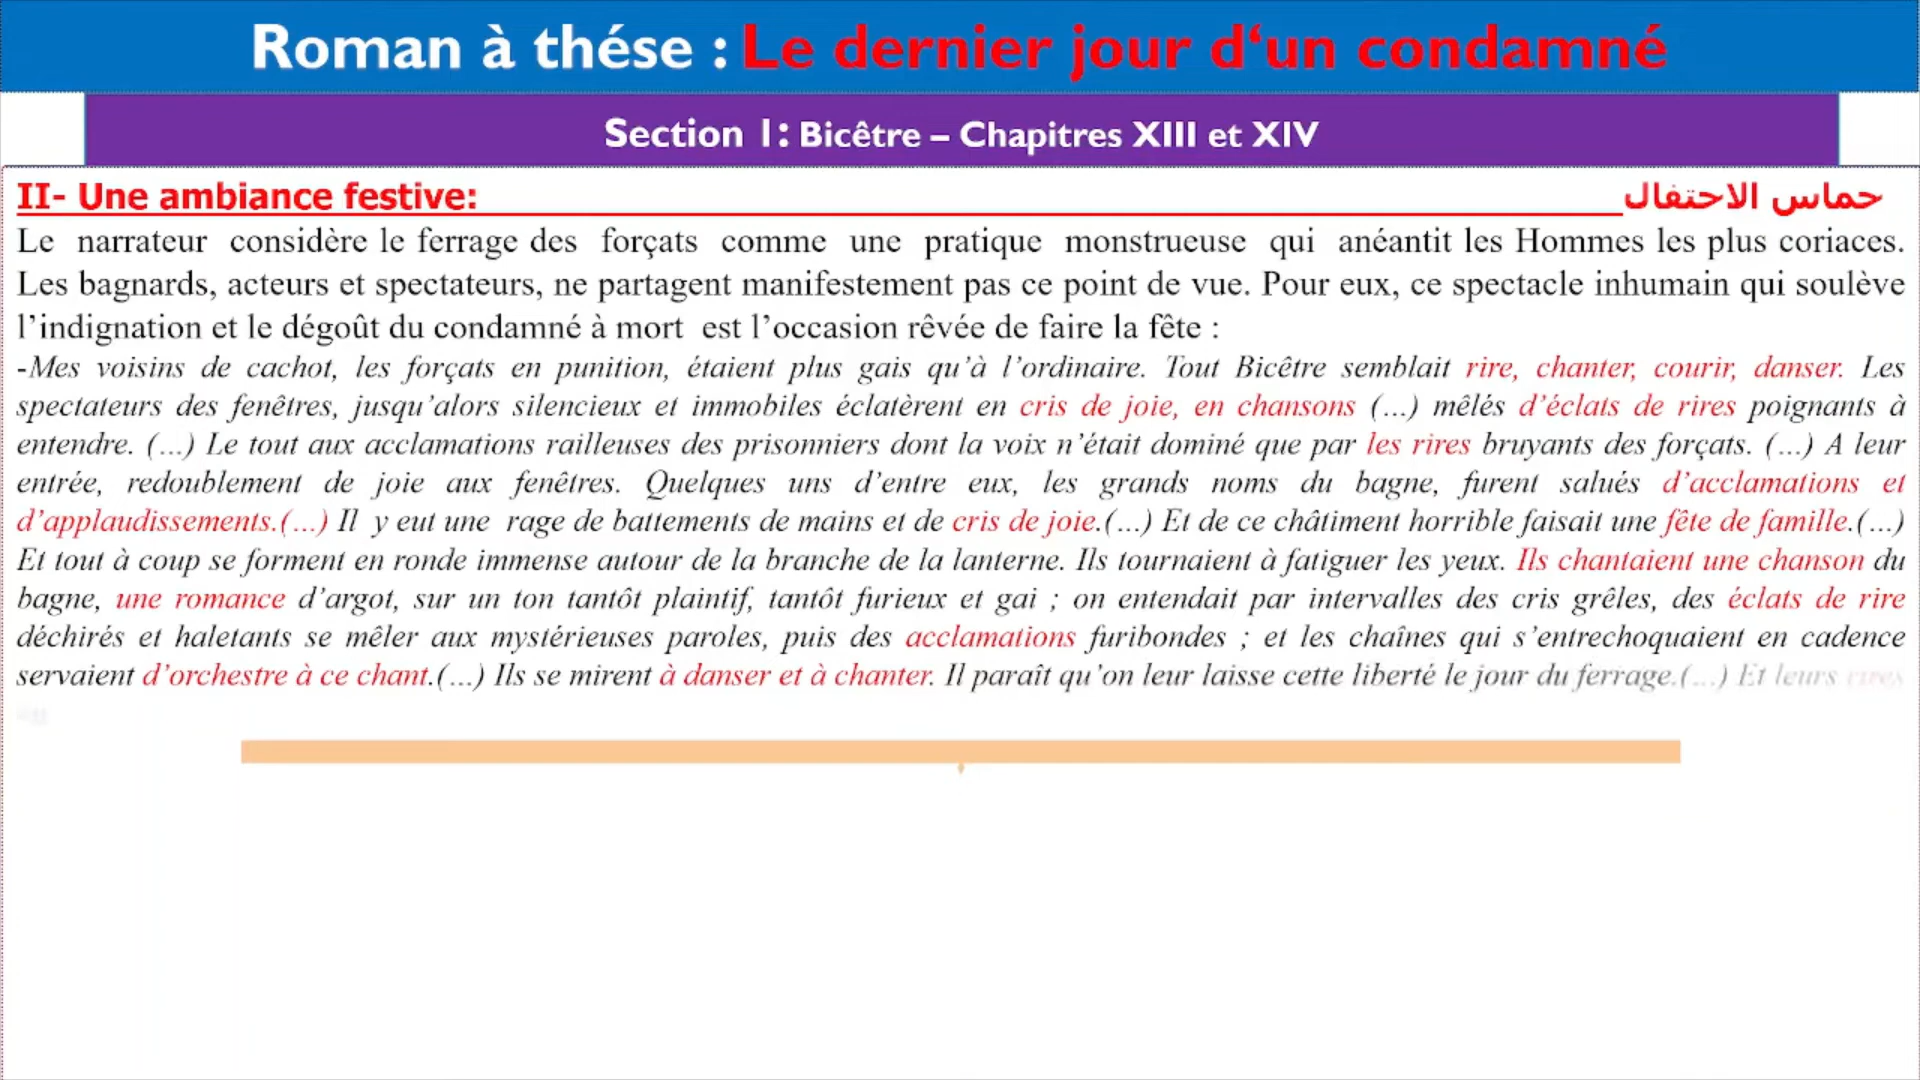 Roman à thése : Le dernier jour d‘un condamné
Section 1: Bicêtre – Chapitres XIII et XIV
II- Une ambiance festive: حماس الاحتفال
Le narrateur considère le ferrage des forçats comme une pratique monstrueuse qui anéantit les Hommes les plus coriaces.
Les bagnards, acteurs et spectateurs, ne partagent manifestement pas ce point de vue. Pour eux, ce spectacle inhumain qui soulève
l’indignation et le dégoût du condamné à mort est l’occasion rêvée de faire la fête :
-Mes voisins de cachot, les forçats en punition, étaient plus gais qu’à l’ordinaire. Tout Bicêtre semblait rire, chanter, courir, danser. Les
spectateurs des fenêtres, jusqu’alors silencieux et immobiles éclatèrent en cris de joie, en chansons (…) mêlés d’éclats de rires poignants à
entendre. (…) Le tout aux acclamations railleuses des prisonniers dont la voix n’était dominé que par les rires bruyants des forçats. (…) A leur
entrée, redoublement de joie aux fenêtres. Quelques uns d’entre eux, les grands noms du bagne, furent salués d’acclamations et
d’applaudissements.(…) Il y eut une rage de battements de mains et de cris de joie.(…) Et de ce châtiment horrible faisait une fête de famille.(…)
Et tout à coup se forment en ronde immense autour de la branche de la lanterne. Ils tournaient à fatiguer les yeux. Ils chantaient une chanson du
bagne, une romance d’argot, sur un ton tantôt plaintif, tantôt furieux et gai ; on entendait par intervalles des cris grêles, des éclats de rire
déchirés et haletants se mêler aux mystérieuses paroles, puis des acclamations furibondes ; et les chaînes qui s’entrechoquaient en cadence
servaient d’orchestre à ce chant.(…) Ils se mirent à danser et à chanter. Il paraît qu’on leur laisse cette liberté le jour du ferrage.(…) Et leurs rires